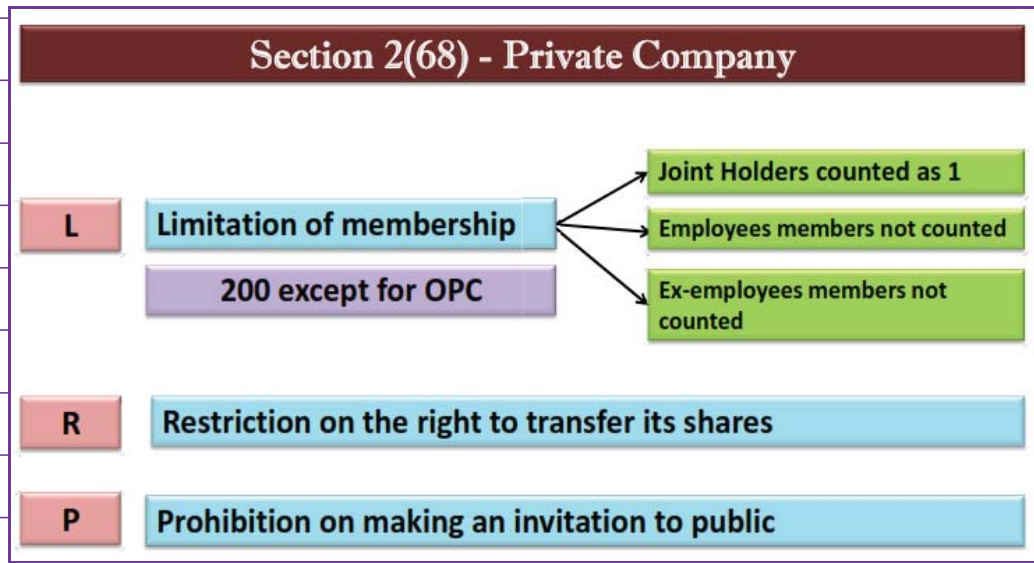 Section 2(68) - Private Company
L
Limitation of membership
200 except for OPC
Joint Holders counted as 1
Employees members not counted
Ex-employees members not
counted
R
Restriction on the right to transfer its shares
P
Prohibition on making an invitation to public